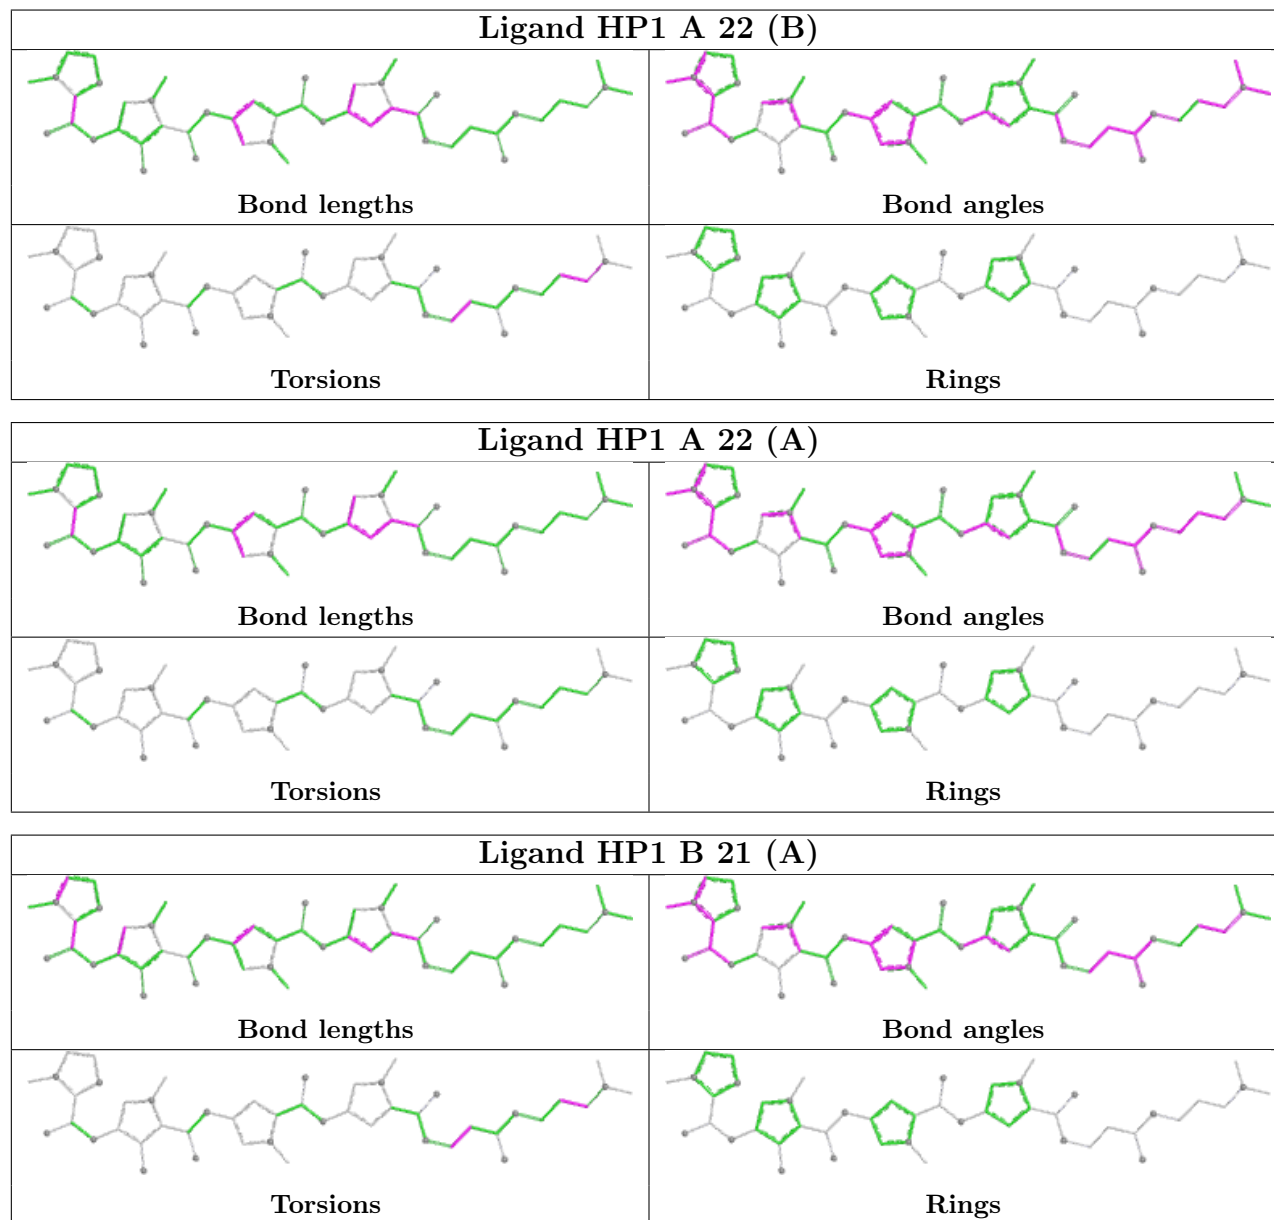 Ligand HP1 A 22 (B)
Bond lengths
Bond angles
Torsions
Rings
Ligand HP1 A 22 (A)
Bond lengths
Bond angles
Torsions
Rings
Ligand HP1 B 21 (A)
Bond lengths
Bond angles
Torsions
Rings